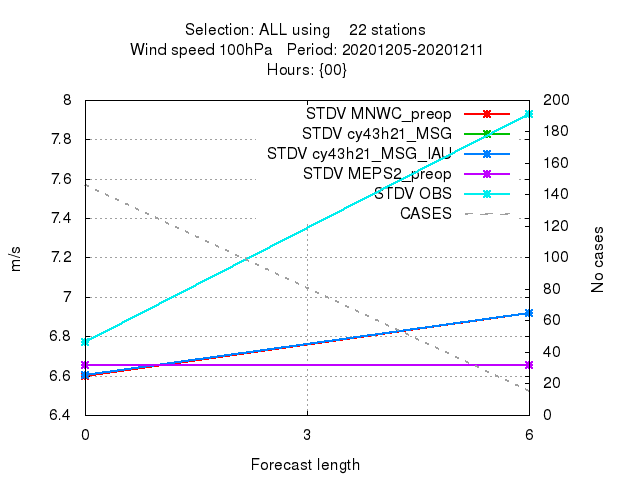 Selection: ALL using 22 stations
Wind speed 100hPa Period: 20201205-20201211
Hours: {00}
8 200
STDV MNWC_preop
7.8 180
STDV cy43h21_MSG
STDV cy43h21_MSG_IAU
160
7.6
STDV MEPS2_preop
140
STDV OBS
7.4
CASES
120
7.2 100
m/s
No cases
80
7
60
6.8
40
6.6
20
6.4 0
0 3 6
Forecast length